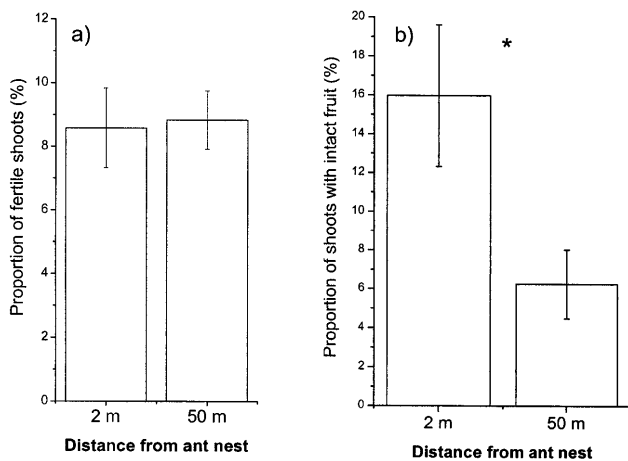 a)
Proportion of fertile shoots (%)
12
10
8
6
4
2
0
2 m
50 m
Distance from ant nest
b)
*
Proportion of shoots with intact fruit (%)
20
18
16
14
12
10
8
6
4
2
0
2 m
50 m
Distance from ant nest